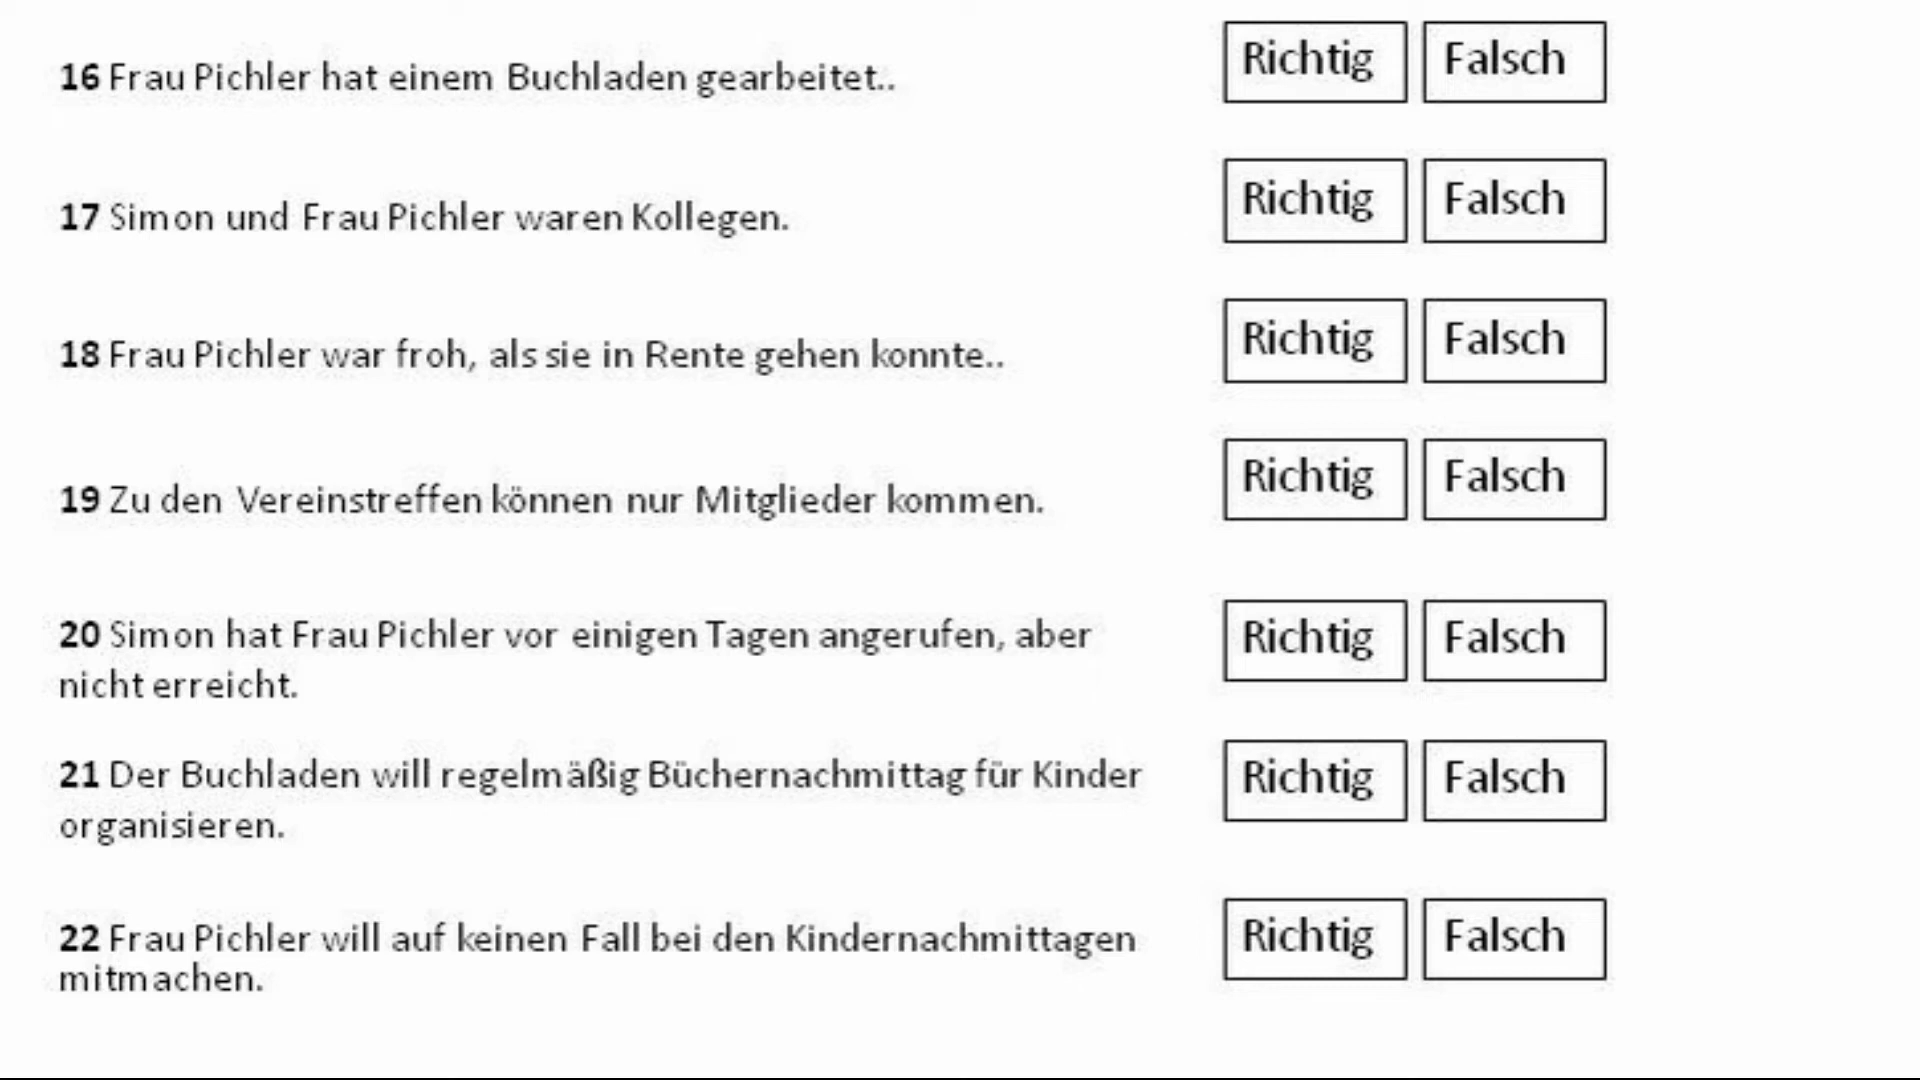 16 Frau Pichler hat einem Buchladen gearbeitet.. Richtig Falsch
17 Simon und Frau Pichler waren Kollegen. Richtig Falsch
18 Frau Pichler war froh, als sie in Rente gehen konnte.. Richtig Falsch
19 Zu den Vereinstreffen können nur Mitglieder kommen. Richtig Falsch
20 Simon hat Frau Pichler vor einigen Tagen angerufen, aber Richtig Falsch
nicht erreicht.
21 Der Buchladen will regelmäßig Büchernachmittag für Kinder Richtig Falsch
organisieren.
22 Frau Pichler will auf keinen Fall bei den Kindernachmittagen Richtig Falsch
mitmachen.